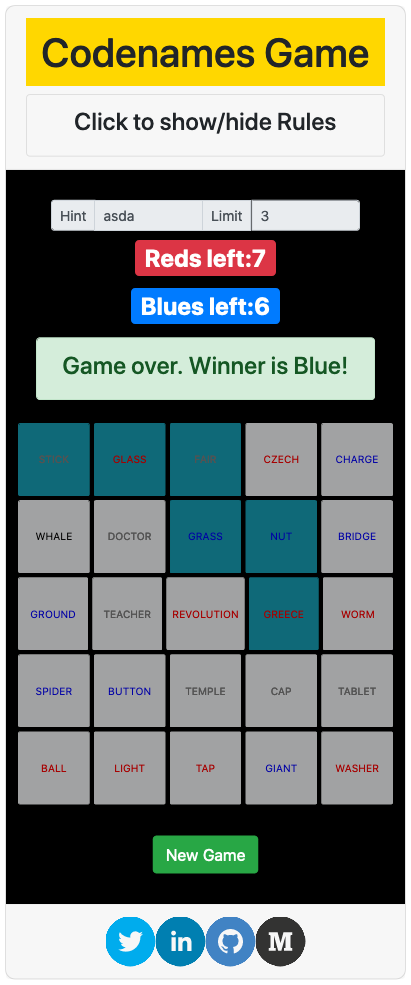 Codenames Game
Click to show/hide Rules
Hint asda Limit 3
Reds left:7
Blues left:6
Game over. Winner is Blue!
GLASS CZECH CHARGE
WHALE DOCTOR GRASS NUT BRIDGE
GROUND TEACHER REVOLUTION GREECE WORM
SPIDER BUTTON TEMPLE CAP TABLET
BALL LIGHT TAP GIANT WASHER
New Game
in M